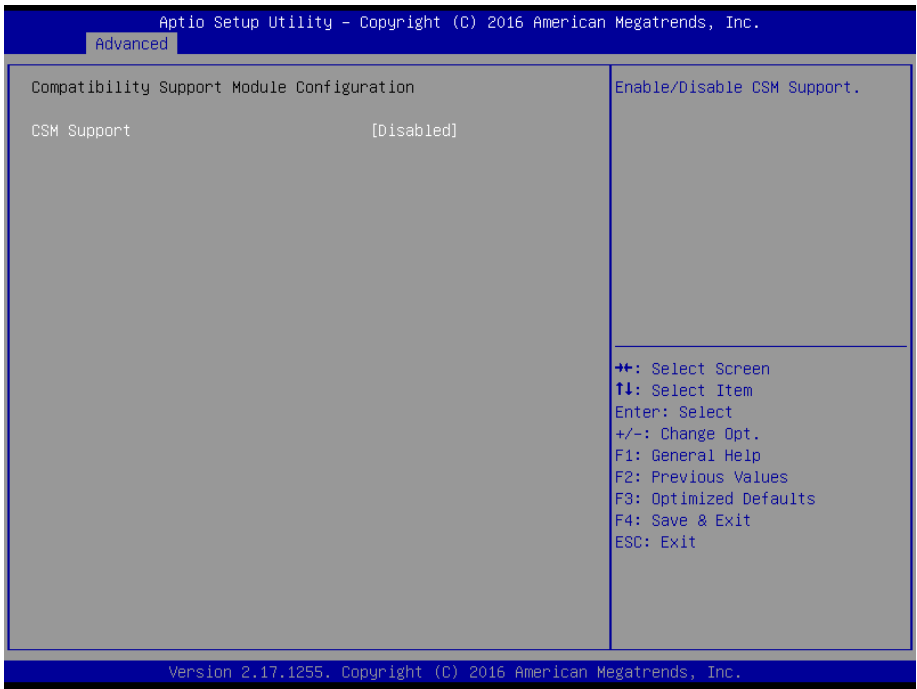 Aptio Setup Utility – Copyright (C) 2016 American Megatrends, Inc.
Advanced
Compatibility Support Module Configuration
CSM Support [Disabled]
Enable/Disable CSM Support.
→←: Select Screen
↑↓: Select Item
Enter: Select
+/-: Change Opt.
F1: General Help
F2: Previous Values
F3: Optimized Defaults
F4: Save & Exit
ESC: Exit
Version 2.17.1255. Copyright (C) 2016 American Megatrends, Inc.